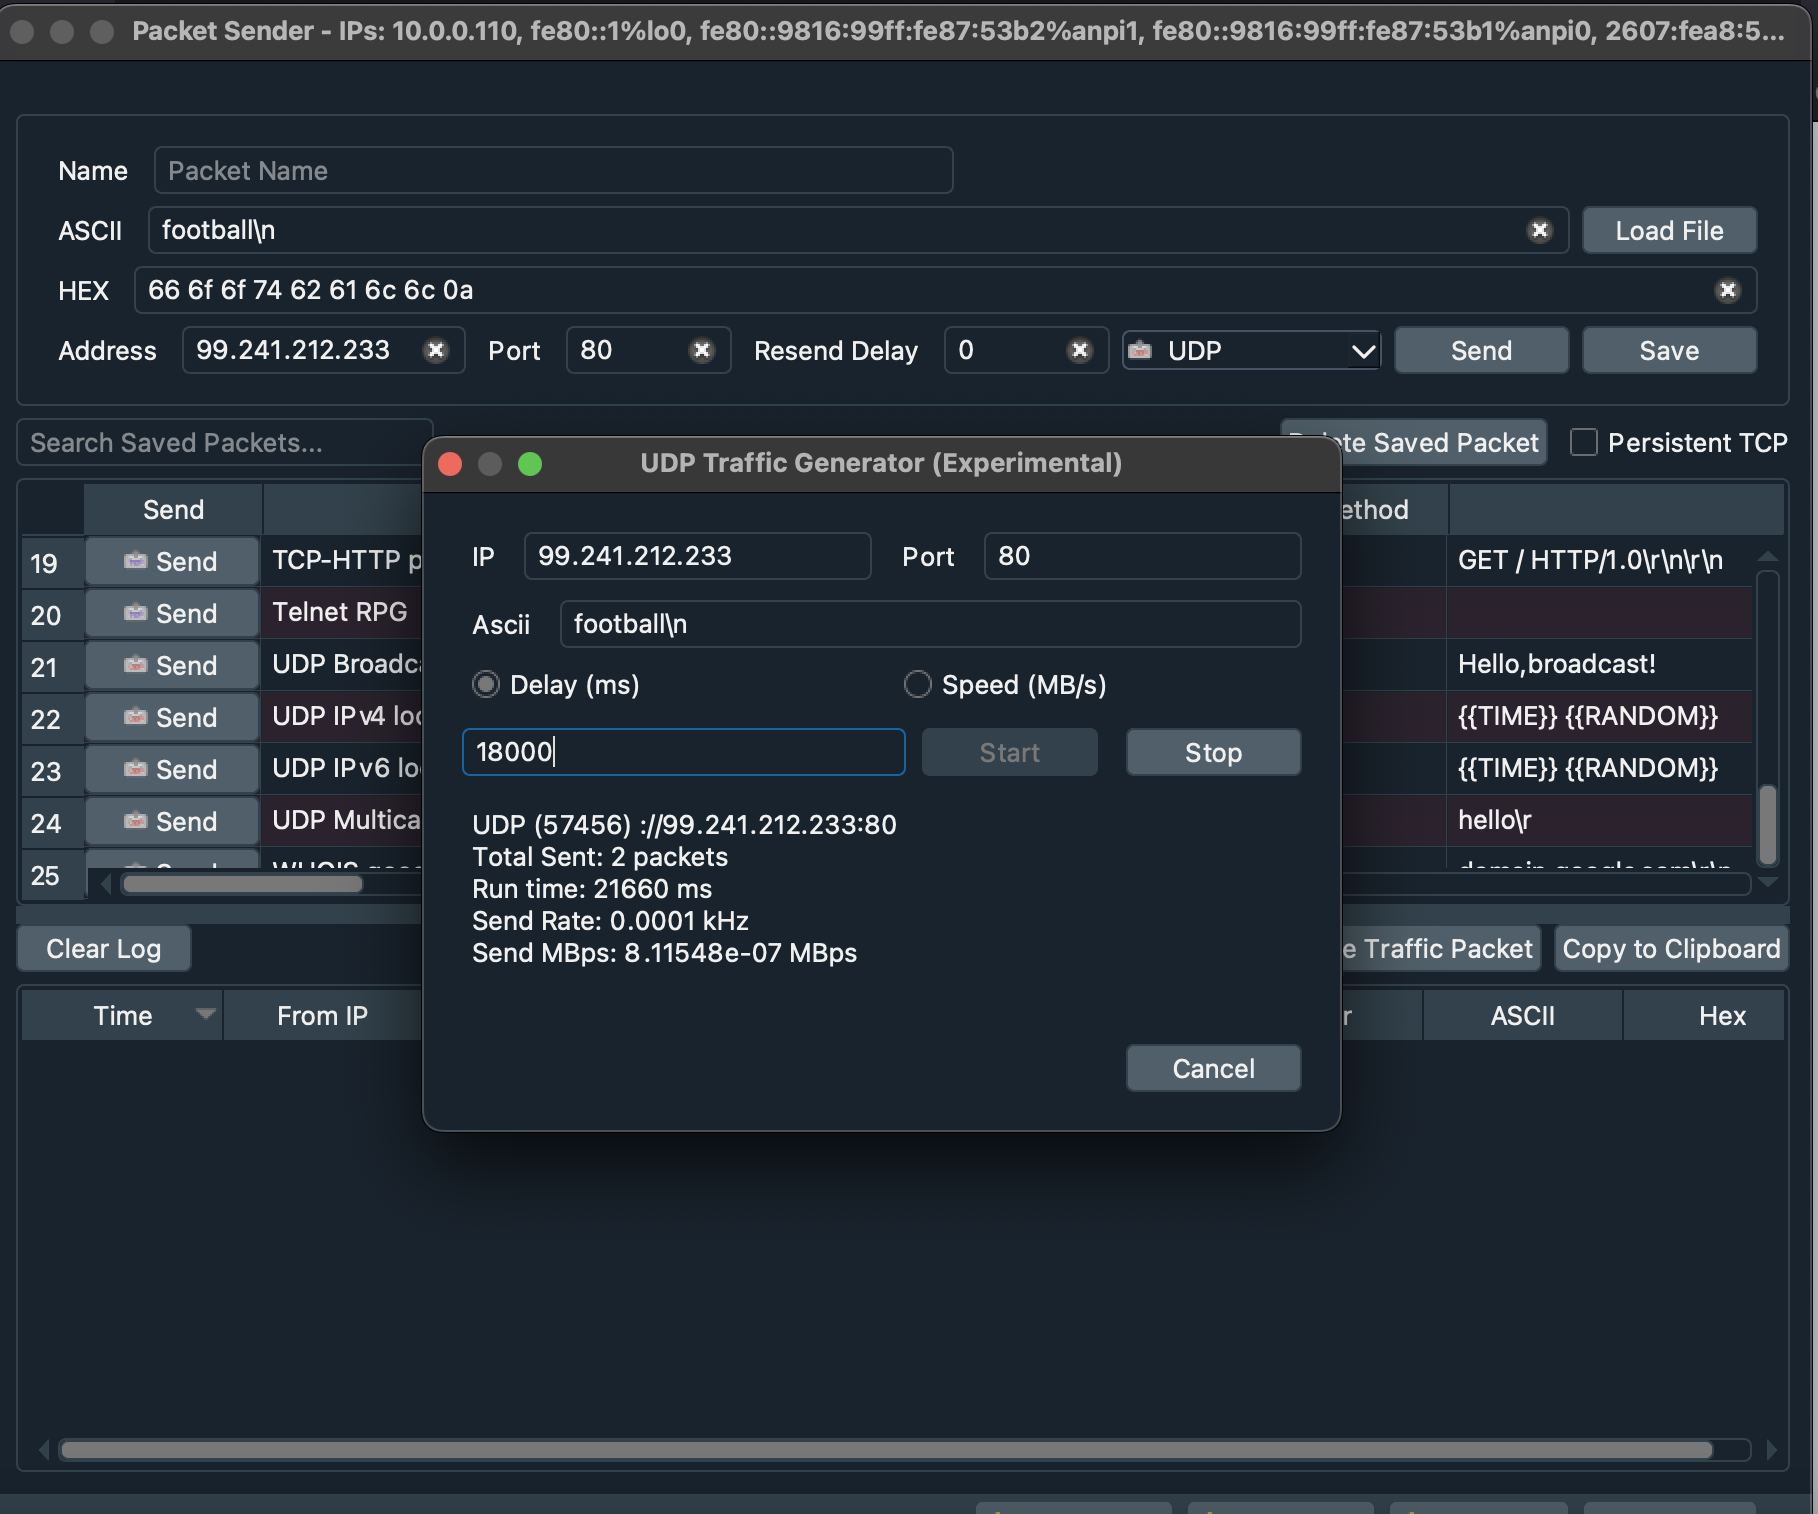 Packet Sender - IPs: 10.0.0.110, fe80::1%lo0, fe80::9816:99ff:fe87:53b2%anpi1, fe80::9816:99ff:fe87:53b1%anpi0, 2607:fea8:5...
Name Packet Name
ASCII football\n Load File
HEX 66 6f 6f 74 62 61 6c 6c 0a
Address 99.241.212.233 Port 80 Resend Delay 0 UDP Send Save
Search Saved Packets... Saved Packet Persistent TCP
UDP Traffic Generator (Experimental)
IP 99.241.212.233 Port 80
Ascii football\n
Delay (ms) Speed (MB/s)
18000 Start Stop
UDP (57456) ://99.241.212.233:80
Total Sent: 2 packets
Run time: 21660 ms
Send Rate: 0.0001 kHz
Send MBps: 8.11548e-07 MBps
Cancel
Send ethod
19 Send TCP-HTTP p GET / HTTP/1.0\r\n\r\n
20 Send Telnet RPG
21 Send UDP Broadc Hello,broadcast!
22 Send UDP IPv4 loc {{TIME}} {{RANDOM}}
23 Send UDP IPv6 lo {{TIME}} {{RANDOM}}
24 Send UDP Multica hello\r
25
Clear Log e Traffic Packet Copy to Clipboard
Time From IP r ASCII Hex